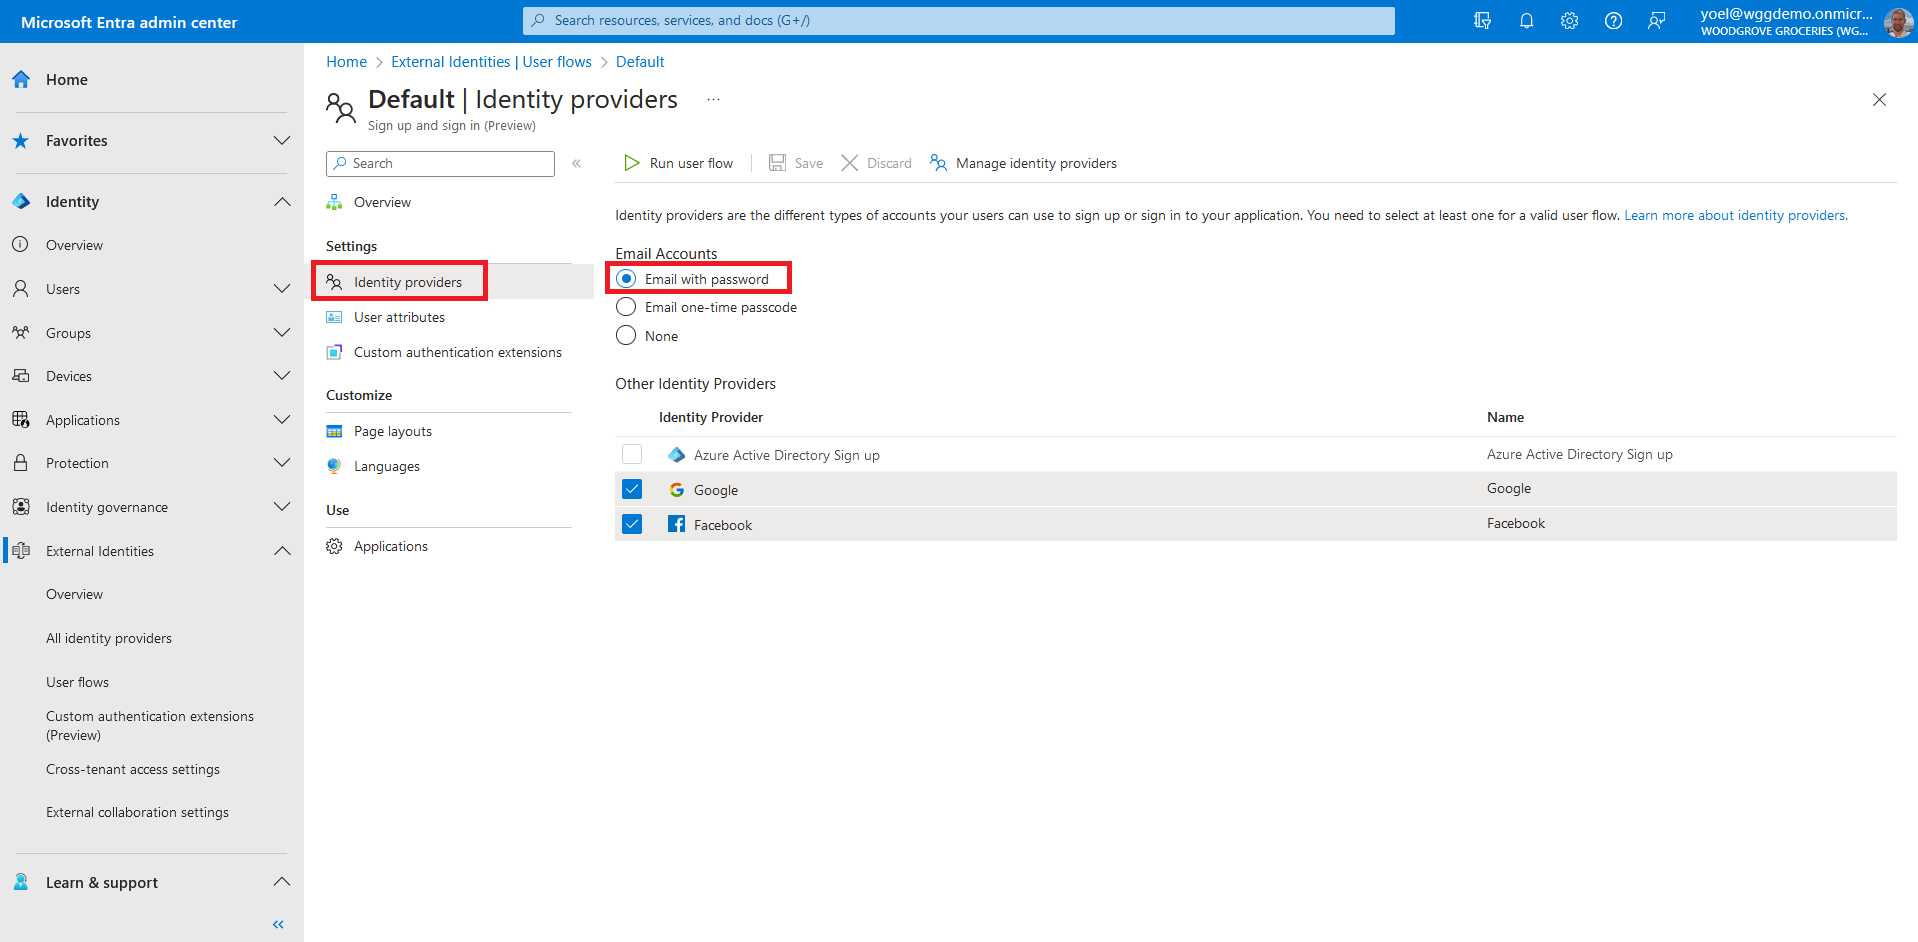 Microsoft Entra admin center
Search resources, services, and docs (G+/)
yoel@wggdemo.onmicr...
WOODGROVE GROCERIES (WG...
Home
Favorites
Identity
Overview
Users
Groups
Devices
Applications
Protection
Identity governance
External Identities
Overview
All identity providers
User flows
Custom authentication extensions
(Preview)
Cross-tenant access settings
External collaboration settings
Learn & support
Home > External Identities | User flows > Default
Default | Identity providers ...
Sign up and sign in (Preview)
Search
Overview
Settings
Identity providers
User attributes
Custom authentication extensions
Customize
Page layouts
Languages
Use
Applications
Run user flow Save Discard Manage identity providers
Identity providers are the different types of accounts your users can use to sign up or sign in to your application. You need to select at least one for a valid user flow. Learn more about identity providers.
Email Accounts
Email with password
Email one-time passcode
None
Other Identity Providers
Identity Provider Name
Azure Active Directory Sign up Azure Active Directory Sign up
Google Google
Facebook Facebook